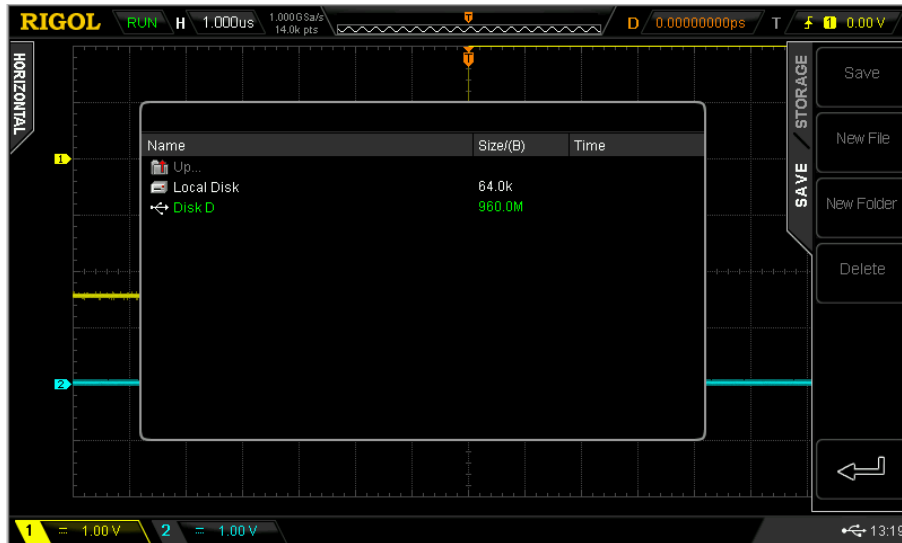 RIGOL RUN H 1.000us 1.000GSa/s 14.0k pts D 0.00000000ps T 1 0.00 V
HORIZONTAL
STORAGE
SAVE
Save
New File
New Folder
Delete
Name Size/(B) Time
Up...
Local Disk 64.0k
Disk D 960.0M
T
T
1
2
1 = 1.00 V 2 = 1.00 V 13:19